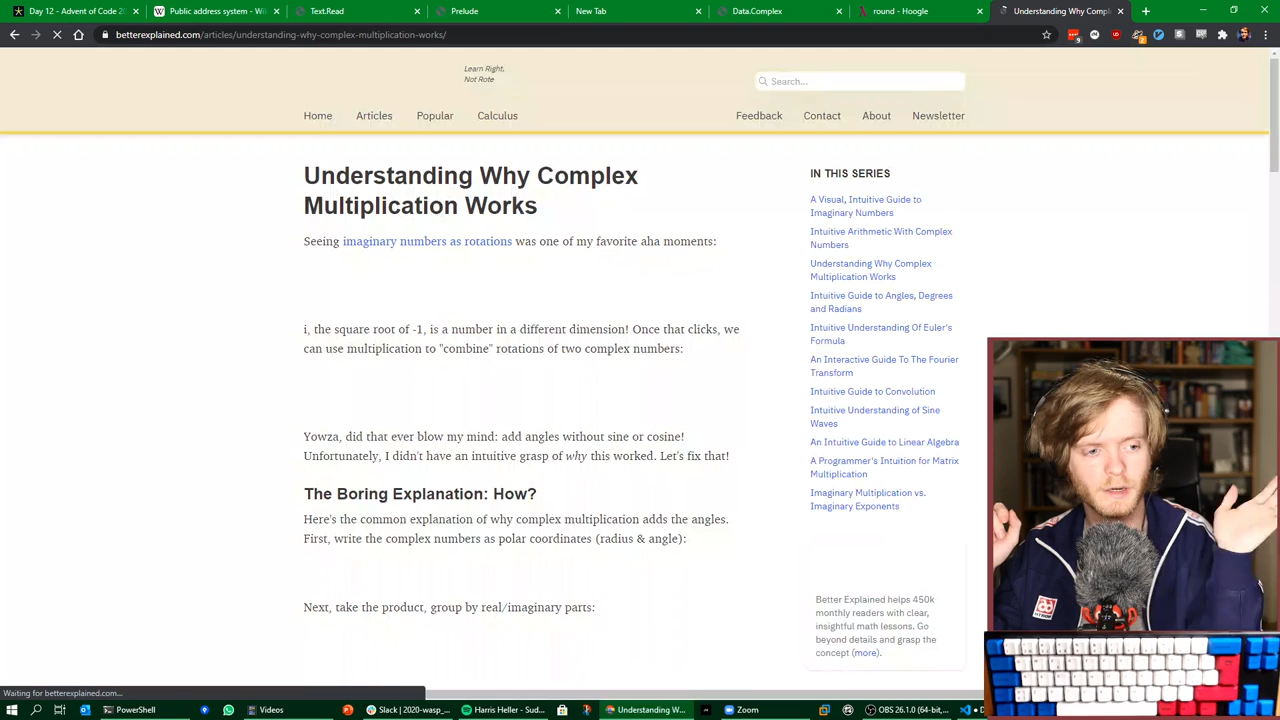 Day 12 - Advent of Code 20
Public address system - Wi
Text.Read
Prelude
New Tab
Data.Complex
round - Hoogle
Understanding Why Comple
betterexplained.com/articles/understanding-why-complex-multiplication-works/
Learn Right,
Not Rote
Search...
Home
Articles
Popular
Calculus
Feedback
Contact
About
Newsletter
Understanding Why Complex
Multiplication Works
Seeing imaginary numbers as rotations was one of my favorite aha moments:
i, the square root of -1, is a number in a different dimension! Once that clicks, we
can use multiplication to "combine" rotations of two complex numbers:
Yowza, did that ever blow my mind: add angles without sine or cosine!
Unfortunately, I didn't have an intuitive grasp of why this worked. Let's fix that!
The Boring Explanation: How?
Here's the common explanation of why complex multiplication adds the angles.
First, write the complex numbers as polar coordinates (radius & angle):
Next, take the product, group by real/imaginary parts:
IN THIS SERIES
A Visual, Intuitive Guide to
Imaginary Numbers
Intuitive Arithmetic With Complex
Numbers
Understanding Why Complex
Multiplication Works
Intuitive Guide to Angles, Degrees
and Radians
Intuitive Understanding Of Euler's
Formula
An Interactive Guide To The Fourier
Transform
Intuitive Guide to Convolution
Intuitive Understanding of Sine
Waves
An Intuitive Guide to Linear Algebra
A Programmer's Intuition for Matrix
Multiplication
Imaginary Multiplication vs.
Imaginary Exponents
Better Explained helps 450k
monthly readers with clear,
insightful math lessons. Go
beyond details and grasp the
concept (more).
Waiting for betterexplained.com...
PowerShell
Videos
Slack | 2020-wasp_...
Harris Heller - Sud...
Understanding W...
Zoom
OBS 26.1.0 (64-bit,...